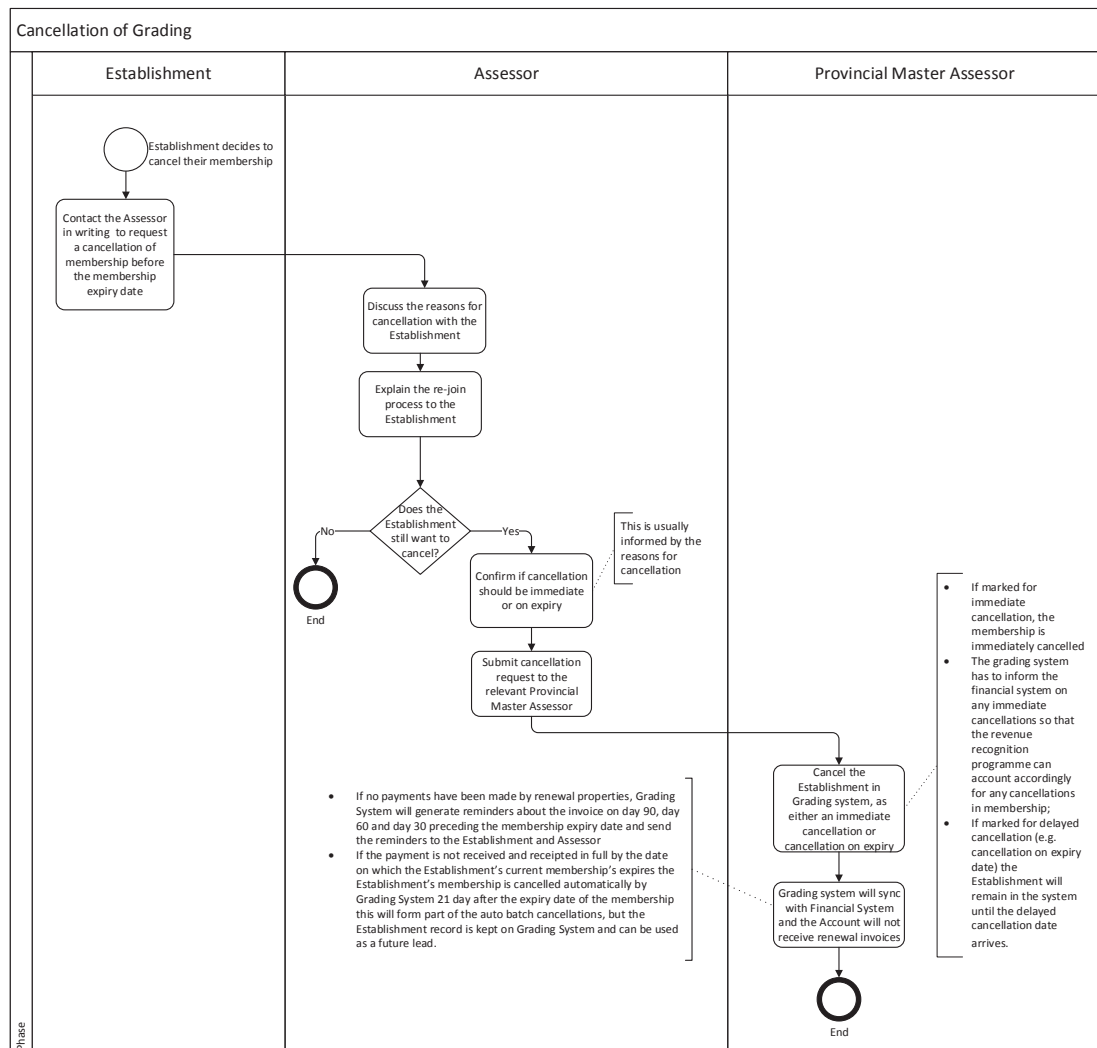 Cancellation of Grading
Establishment
Assessor
Provincial Master Assessor
Phase
Establishment decides to
cancel their membership
Contact the Assessor
in writing to request
a cancellation of
membership before
the membership
expiry date
Discuss the reasons for
cancellation with the
Establishment
Explain the re-join
process to the
Establishment
Does the
Establishment
still want to
cancel?
No
Yes
End
This is usually
informed by the
reasons for
cancellation
Confirm if cancellation
should be immediate
or on expiry
Submit cancellation
request to the
relevant Provincial
Master Assessor
• If marked for
immediate
cancellation, the
membership is
immediately cancelled
• The grading system
has to inform the
financial system on
any immediate
cancellations so that
the revenue
recognition
programme can
account accordingly
for any cancellations
in membership;
• If marked for delayed
cancellation (e.g.
cancellation on expiry
date) the
Establishment will
remain in the system
until the delayed
cancellation date
arrives.
Cancel the
Establishment in
Grading system, as
either an immediate
cancellation or
cancellation on expiry
• If no payments have been made by renewal properties, Grading
System will generate reminders about the invoice on day 90, day
60 and day 30 preceding the membership expiry date and send
the reminders to the Establishment and Assessor
• If the payment is not received and receipted in full by the date
on which the Establishment's current membership's expires the
Establishment's membership is cancelled automatically by
Grading System 21 day after the expiry date of the membership
this will form part of the auto batch cancellations, but the
Establishment record is kept on Grading System and can be used
as a future lead.
Grading system will sync
with Financial System
and the Account will not
receive renewal invoices
End